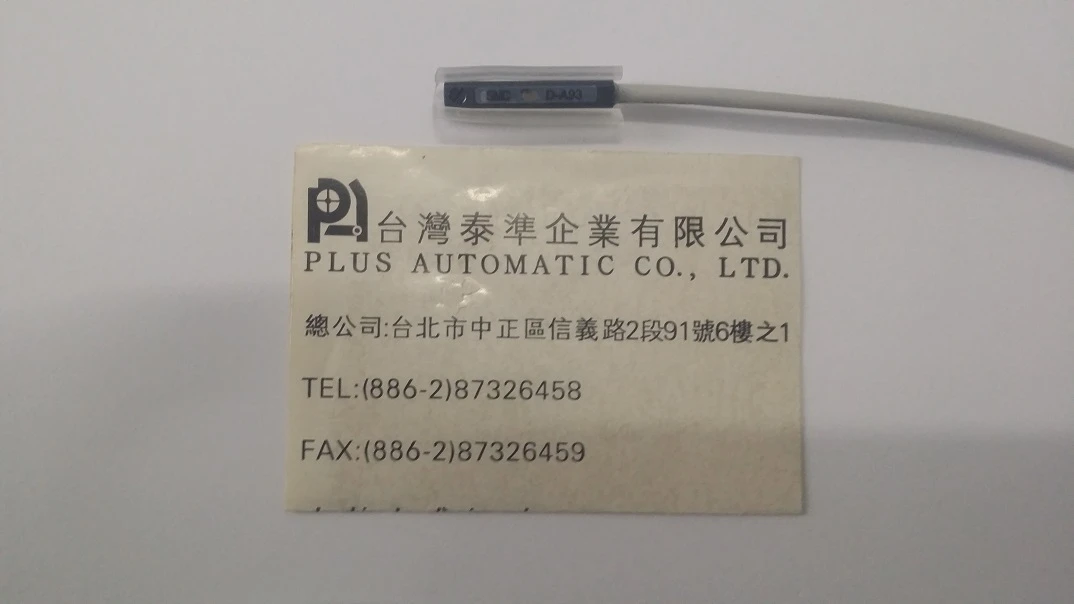 SMC D-A93
台灣泰準企業有限公司
PLUS AUTOMATIC CO., LTD.
總公司:台北市中正區信義路2段91號6樓之1
TEL:(886-2)87326458
FAX:(886-2)87326459